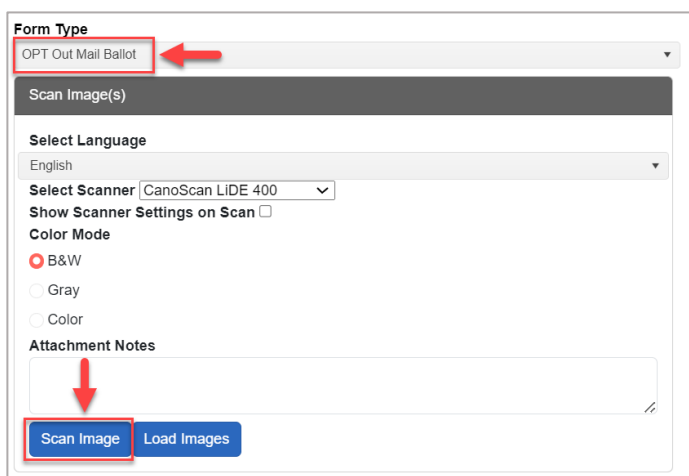 Form Type
OPT Out Mail Ballot
Scan Image(s)
Select Language
English
Select Scanner CanoScan LiDE 400
Show Scanner Settings on Scan
Color Mode
B&W
Gray
Color
Attachment Notes
Scan Image Load Images